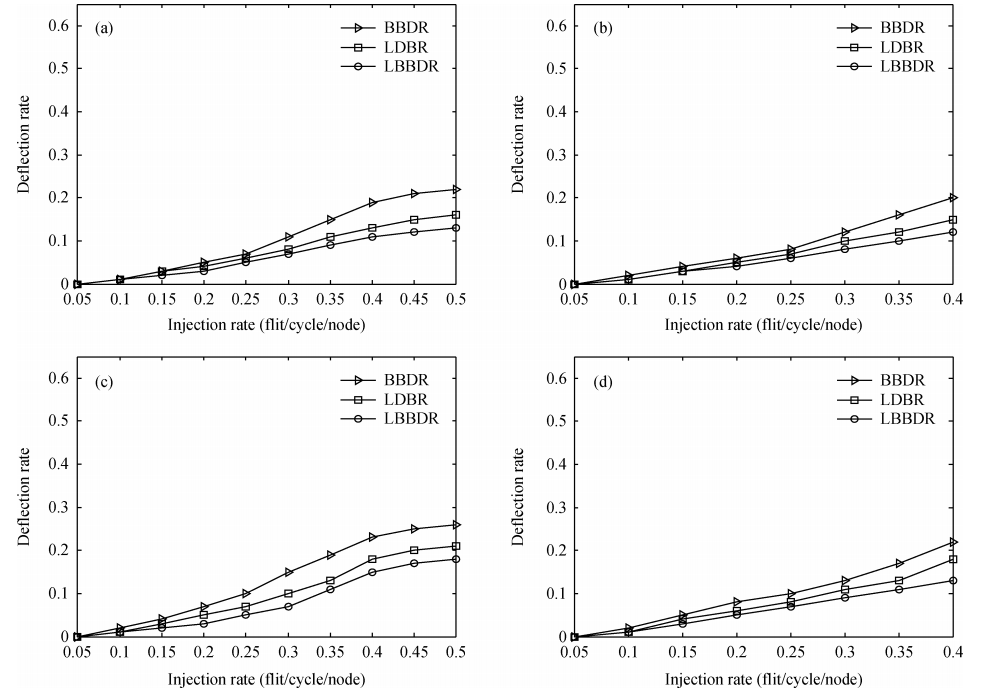 (a)
BBDR
LDBR
LBBDR
0.6
0.5
0.4
0.3
0.2
0.1
0
Deflection rate
0.05 0.1 0.15 0.2 0.25 0.3 0.35 0.4 0.45 0.5
Injection rate (flit/cycle/node)
(b)
BBDR
LDBR
LBBDR
0.6
0.5
0.4
0.3
0.2
0.1
0
Deflection rate
0.05 0.1 0.15 0.2 0.25 0.3 0.35 0.4
Injection rate (flit/cycle/node)
(c)
BBDR
LDBR
LBBDR
0.6
0.5
0.4
0.3
0.2
0.1
0
Deflection rate
0.05 0.1 0.15 0.2 0.25 0.3 0.35 0.4 0.45 0.5
Injection rate (flit/cycle/node)
(d)
BBDR
LDBR
LBBDR
0.6
0.5
0.4
0.3
0.2
0.1
0
Deflection rate
0.05 0.1 0.15 0.2 0.25 0.3 0.35 0.4
Injection rate (flit/cycle/node)